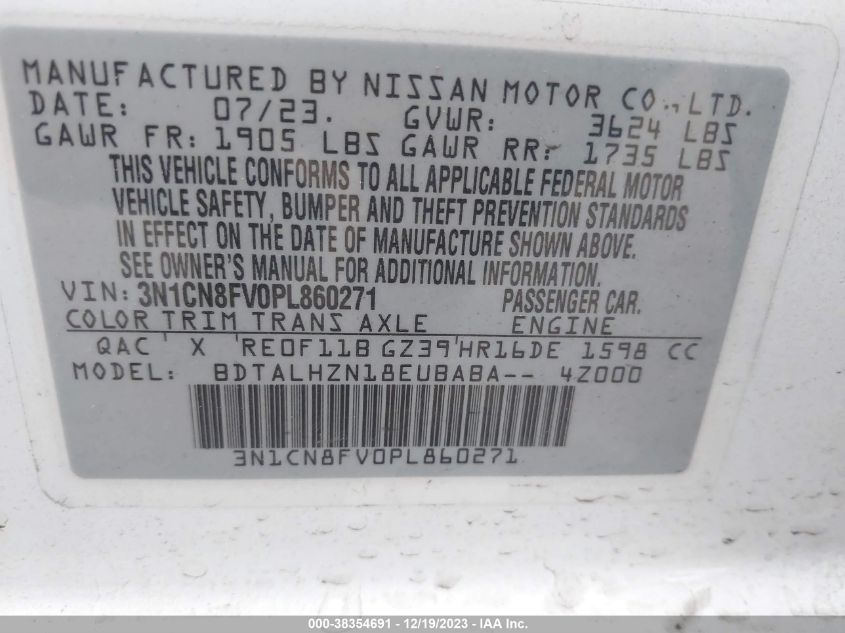 MANUFACTURED BY NISSAN MOTOR CO., LTD.
DATE: 07/23. GVWR: 3624 LBS
GAWR FR: 1905 LBS GAWR RR: 1735 LBS
THIS VEHICLE CONFORMS TO ALL APPLICABLE FEDERAL MOTOR
VEHICLE SAFETY, BUMPER AND THEFT PREVENTION STANDARDS
IN EFFECT ON THE DATE OF MANUFACTURE SHOWN ABOVE.
SEE OWNER'S MANUAL FOR ADDITIONAL INFORMATION.
VIN: 3N1CN8FV0PL860271 PASSENGER CAR.
COLOR TRIM TRANS AXLE ENGINE
QAC X RE0F11B GZ39 HR16DE 1598 CC
MODEL: BDTALHZN18EUBABA-- 4Z000
3N1CN8FV0PL860271
000-38354691 - 12/19/2023 - IAA Inc.